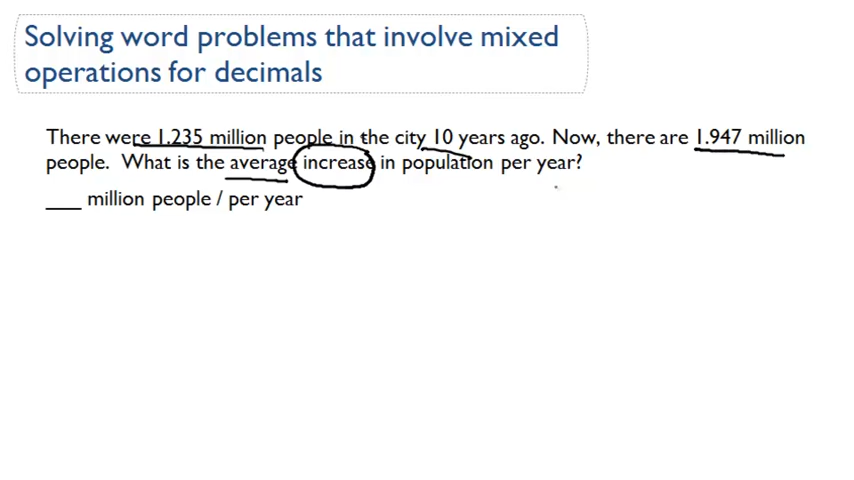 Solving word problems that involve mixed
operations for decimals
There were 1.235 million people in the city 10 years ago. Now, there are 1.947 million
people. What is the average increase in population per year?
___ million people / per year